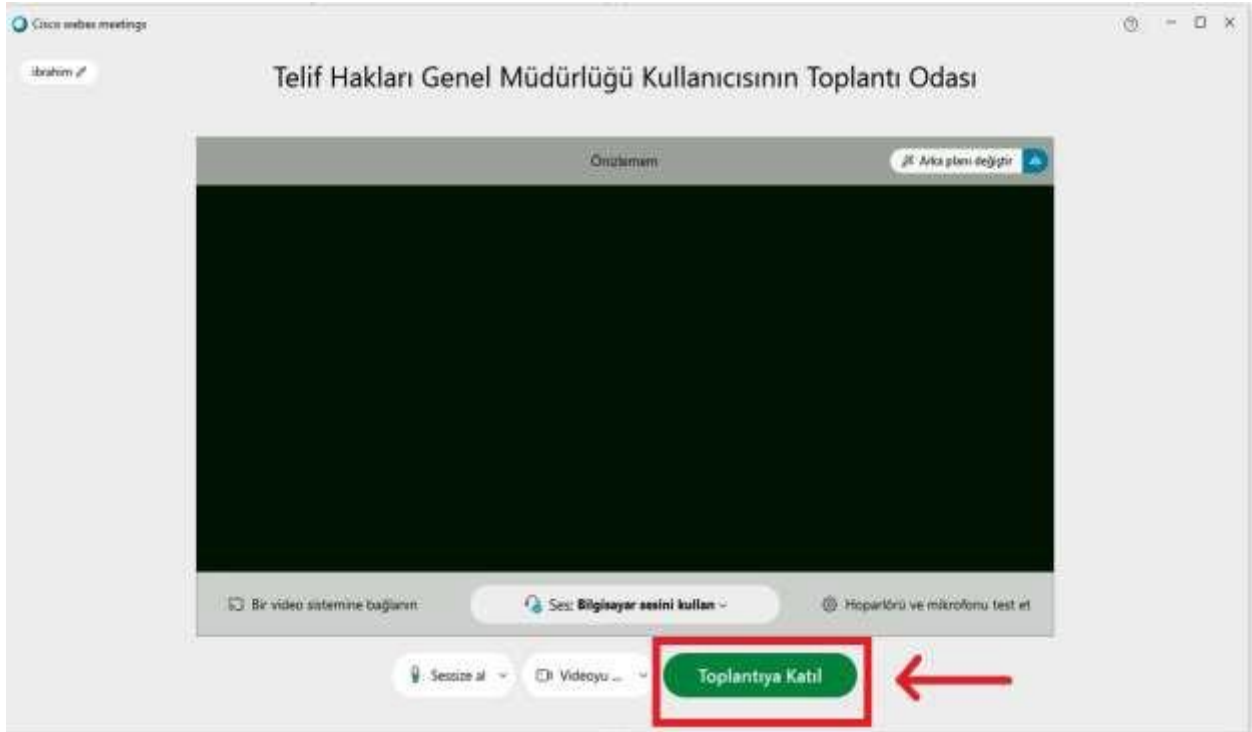 Cisco webex meetings
ibrahim
Telif Hakları Genel Müdürlüğü Kullanıcısının Toplantı Odası
Önizlemem
Arka planı değiştir
Bir video sistemine bağlanın
Ses: Bilgisayar sesini kullan
Hoparlörü ve mikrofonu test et
Sessize al
Videoyu ...
Toplantıya Katıl